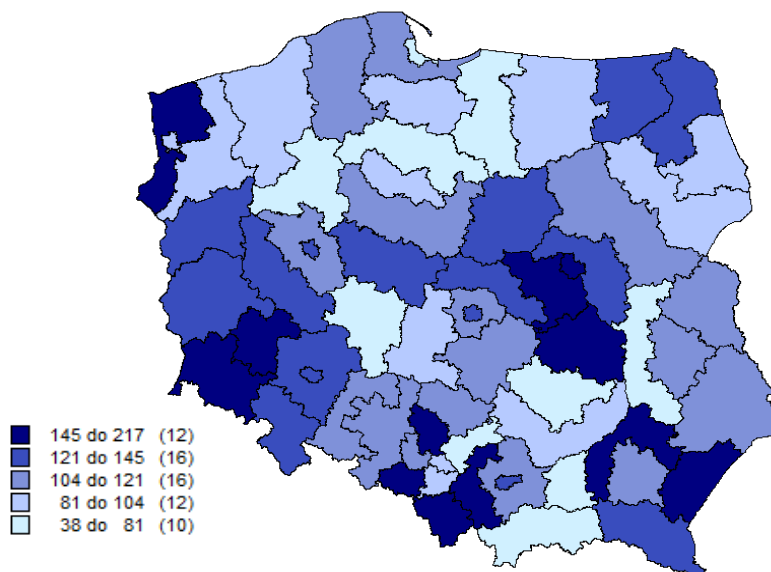 145 do 217 (12)
121 do 145 (16)
104 do 121 (16)
81 do 104 (12)
38 do 81 (10)